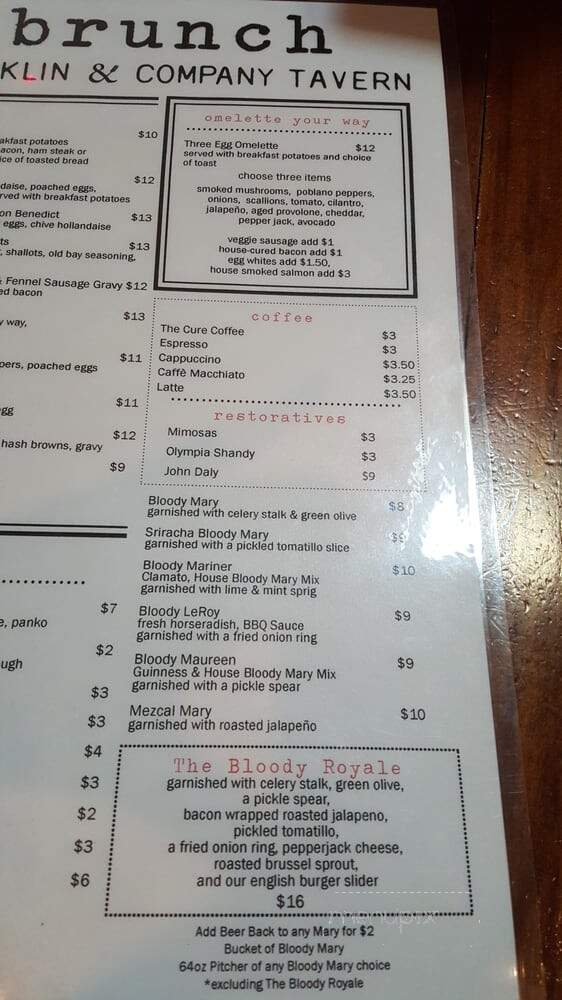 brunch
KLIN & COMPANY TAVERN
$10
akfast potatoes
acon, ham steak or
ice of toasted bread
$12
daise, poached eggs,
rved with breakfast potatoes
on Benedict $13
eggs, chive hollandaise
ts $13
, shallots, old bay seasoning,
& Fennel Sausage Gravy $12
ed bacon
$13
y way,
$11
pers, poached eggs
$11
gg
$12
hash browns, gravy
$9
$7
e, panko
$2
ugh
$3
$3
$4
$3
$2
$3
$6
omelette your way
Three Egg Omelette $12
served with breakfast potatoes and choice
of toast
choose three items
smoked mushrooms, poblano peppers,
onions, scallions, tomato, cilantro,
jalapeño, aged provolone, cheddar,
pepper jack, avocado
veggie sausage add $1
house-cured bacon add $1
egg whites add $1.50,
house smoked salmon add $3
coffee
The Cure Coffee $3
Espresso $3
Cappuccino $3.50
Caffè Macchiato $3.25
Latte $3.50
restoratives
Mimosas $3
Olympia Shandy $3
John Daly $9
Bloody Mary $8
garnished with celery stalk & green olive
Sriracha Bloody Mary $9
garnished with a pickled tomatillo slice
Bloody Mariner $10
Clamato, House Bloody Mary Mix
garnished with lime & mint sprig
Bloody LeRoy $9
fresh horseradish, BBQ Sauce
garnished with a fried onion ring
Bloody Maureen $9
Guinness & House Bloody Mary Mix
garnished with a pickle spear
Mezcal Mary $10
garnished with roasted jalapeño
The Bloody Royale
garnished with celery stalk, green olive,
a pickle spear,
bacon wrapped roasted jalapeno,
pickled tomatillo,
a fried onion ring, pepperjack cheese,
roasted brussel sprout,
and our english burger slider
$16
menupix
Add Beer Back to any Mary for $2
Bucket of Bloody Mary
64oz Pitcher of any Bloody Mary choice
*excluding The Bloody Royale